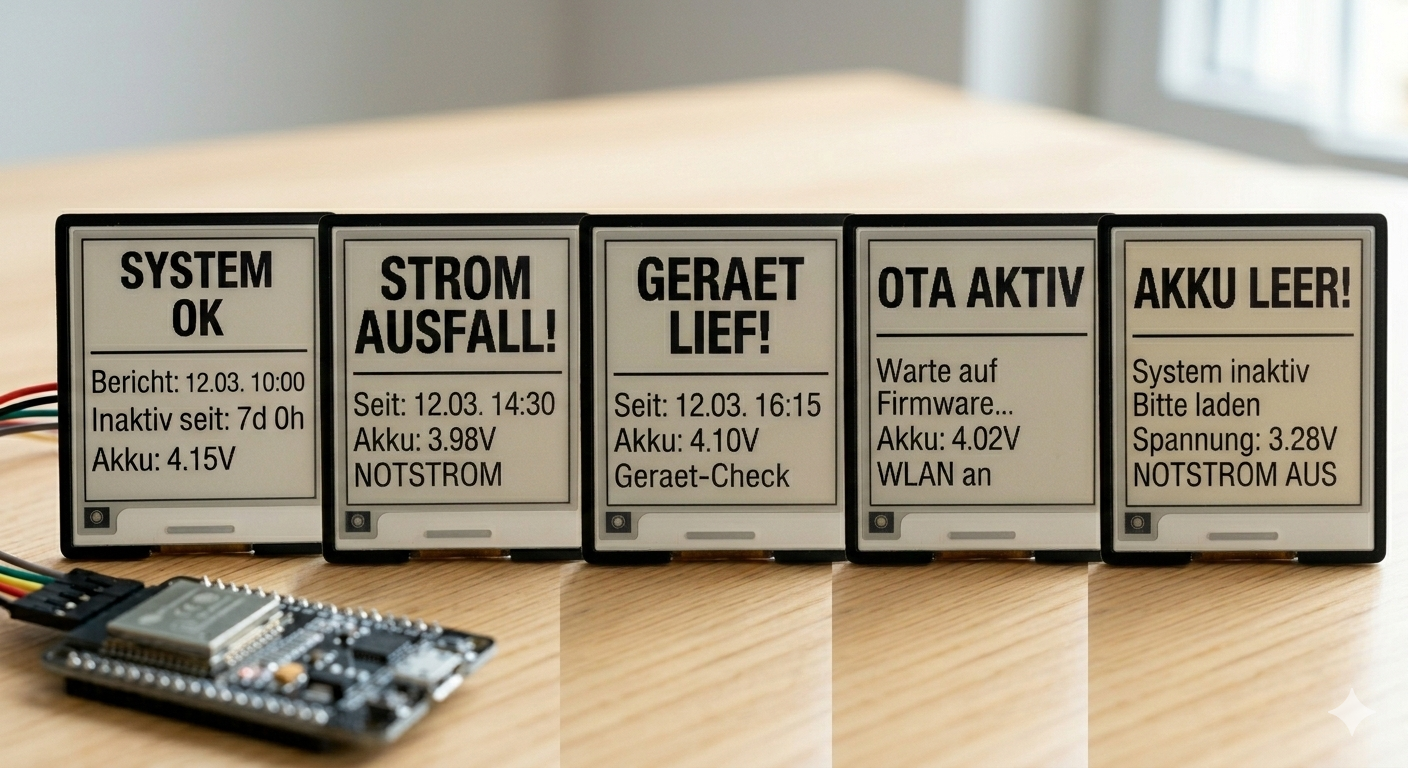 SYSTEM
OK
Bericht: 12.03. 10:00
Inaktiv seit: 7d 0h
Akku: 4.15V
STROM
AUSFALL!
Seit: 12.03. 14:30
Akku: 3.98V
NOTSTROM
GERAET
LIEF!
Seit: 12.03. 16:15
Akku: 4.10V
Geraet-Check
OTA AKTIV
Warte auf
Firmware...
Akku: 4.02V
WLAN an
AKKU LEER!
System inaktiv
Bitte laden
Spannung: 3.28V
NOTSTROM AUS